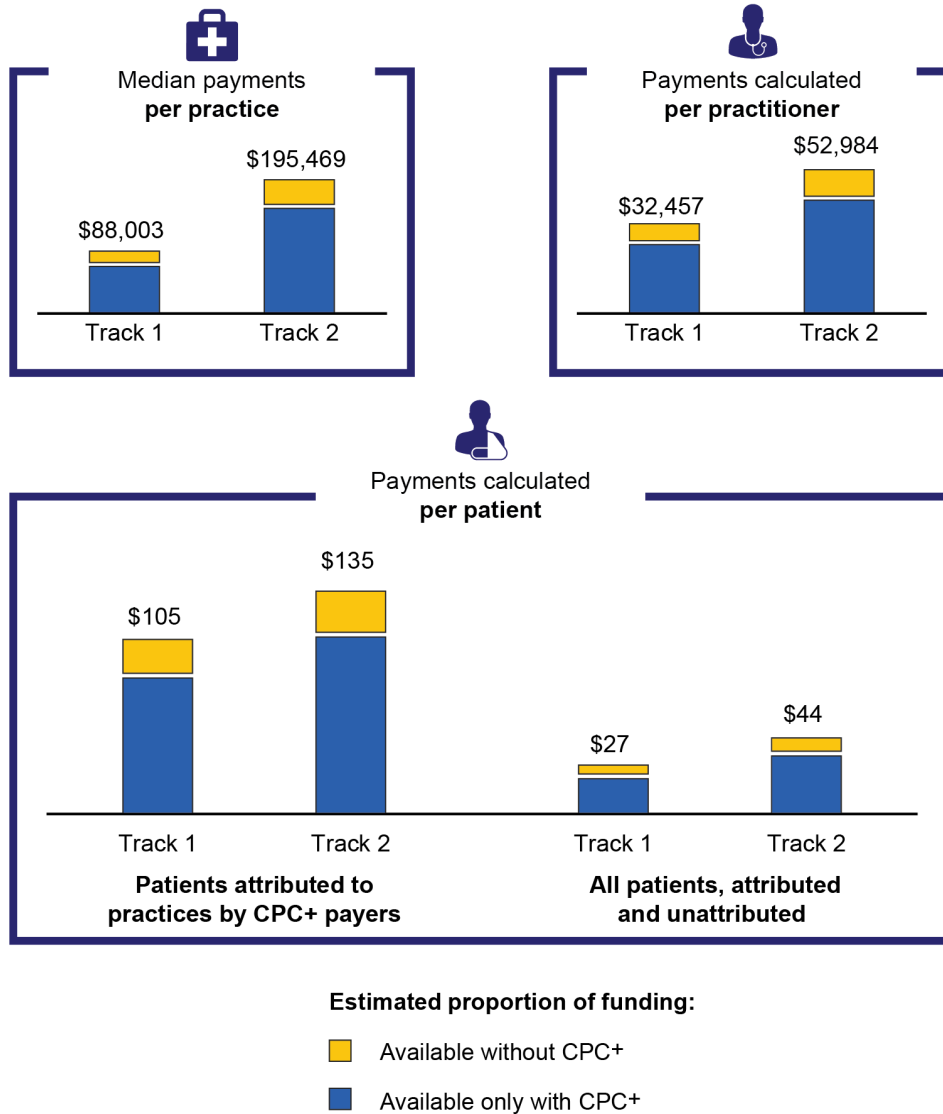 Median payments
per practice
$88,003
$195,469
Track 1
Track 2
Payments calculated
per practitioner
$32,457
$52,984
Track 1
Track 2
Payments calculated
per patient
$105
$135
$27
$44
Track 1
Track 2
Track 1
Track 2
Patients attributed to
practices by CPC+ payers
All patients, attributed
and unattributed
Estimated proportion of funding:
Available without CPC+
Available only with CPC+